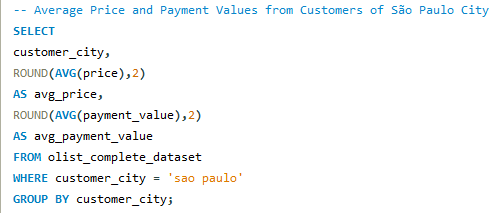 -- Average Price and Payment Values from Customers of São Paulo City
SELECT
customer_city,
ROUND(AVG(price),2)
AS avg_price,
ROUND(AVG(payment_value),2)
AS avg_payment_value
FROM olist_complete_dataset
WHERE customer_city = 'sao paulo'
GROUP BY customer_city;